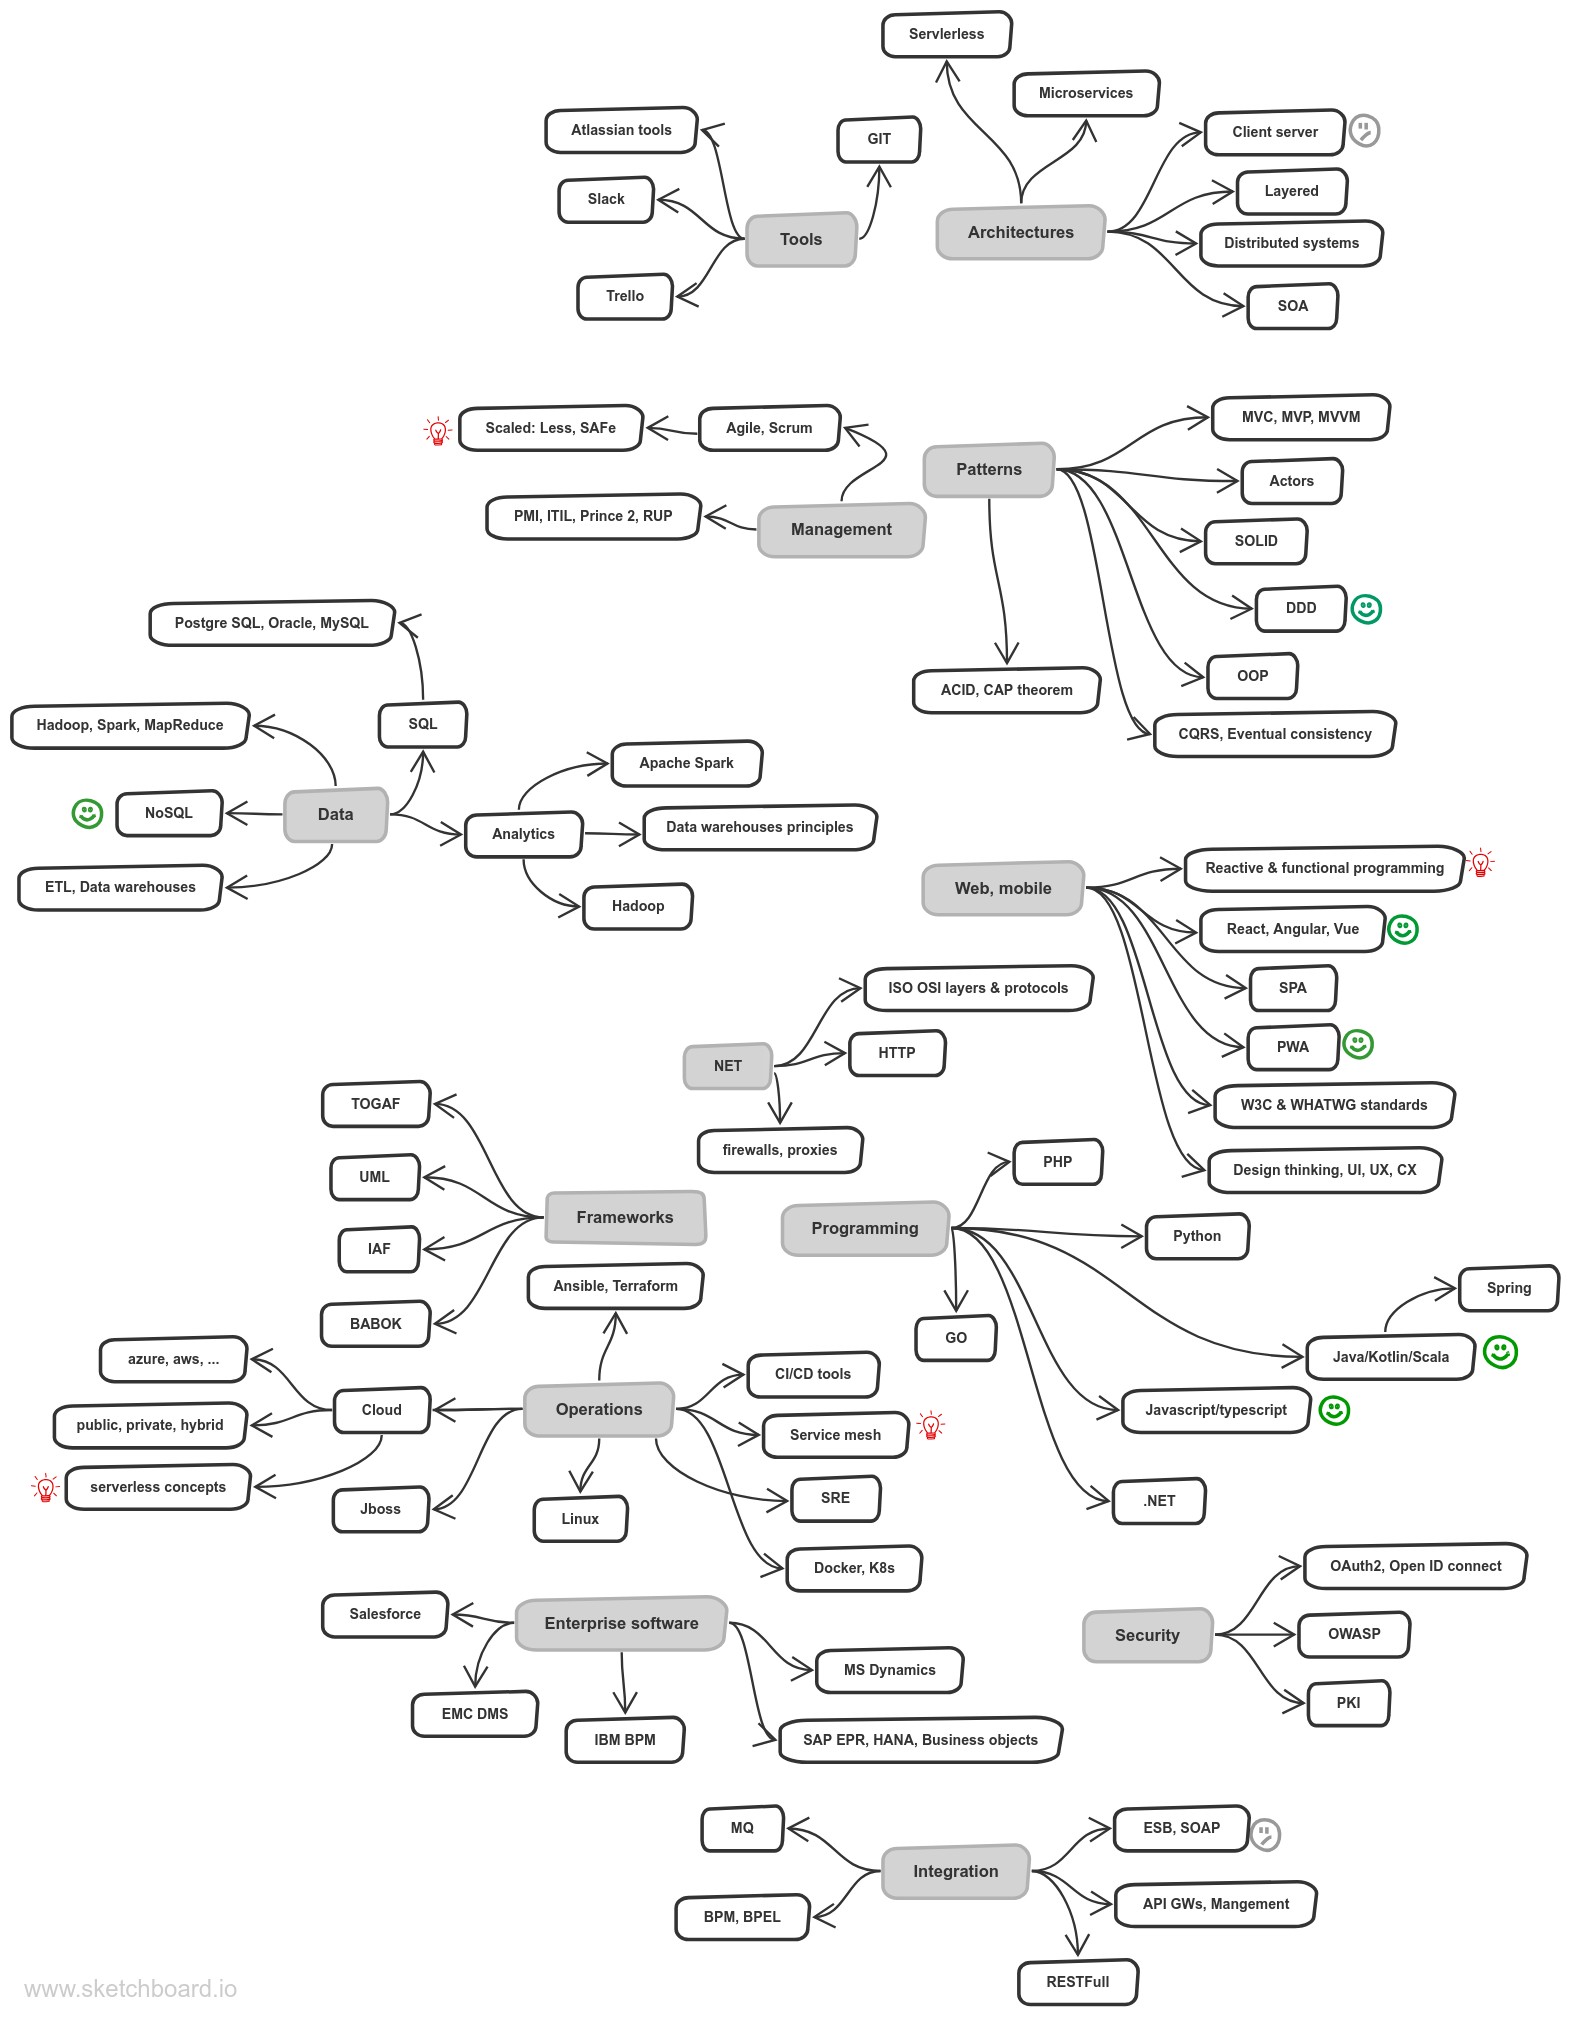 Servlerless
Microservices
Atlassian tools
GIT
Client server
Slack
Layered
Tools
Architectures
Distributed systems
Trello
SOA
Scaled: Less, SAFe
Agile, Scrum
MVC, MVP, MVVM
Patterns
Actors
PMI, ITIL, Prince 2, RUP
Management
SOLID
DDD
Postgre SQL, Oracle, MySQL
OOP
ACID, CAP theorem
Hadoop, Spark, MapReduce
SQL
CQRS, Eventual consistency
Apache Spark
NoSQL
Data
Analytics
Data warehouses principles
ETL, Data warehouses
Hadoop
Web, mobile
Reactive & functional programming
React, Angular, Vue
ISO OSI layers & protocols
SPA
NET
HTTP
PWA
TOGAF
W3C & WHATWG standards
firewalls, proxies
PHP
UML
Design thinking, UI, UX, CX
Frameworks
Programming
Python
IAF
Ansible, Terraform
Spring
BABOK
GO
azure, aws, ...
Java/Kotlin/Scala
CI/CD tools
Cloud
Operations
Javascript/typescript
public, private, hybrid
Service mesh
serverless concepts
Jboss
Linux
SRE
.NET
Docker, K8s
OAuth2, Open ID connect
Salesforce
Enterprise software
Security
OWASP
MS Dynamics
EMC DMS
IBM BPM
SAP EPR, HANA, Business objects
PKI
MQ
ESB, SOAP
Integration
BPM, BPEL
API GWs, Mangement
RESTFull
www.sketchboard.io